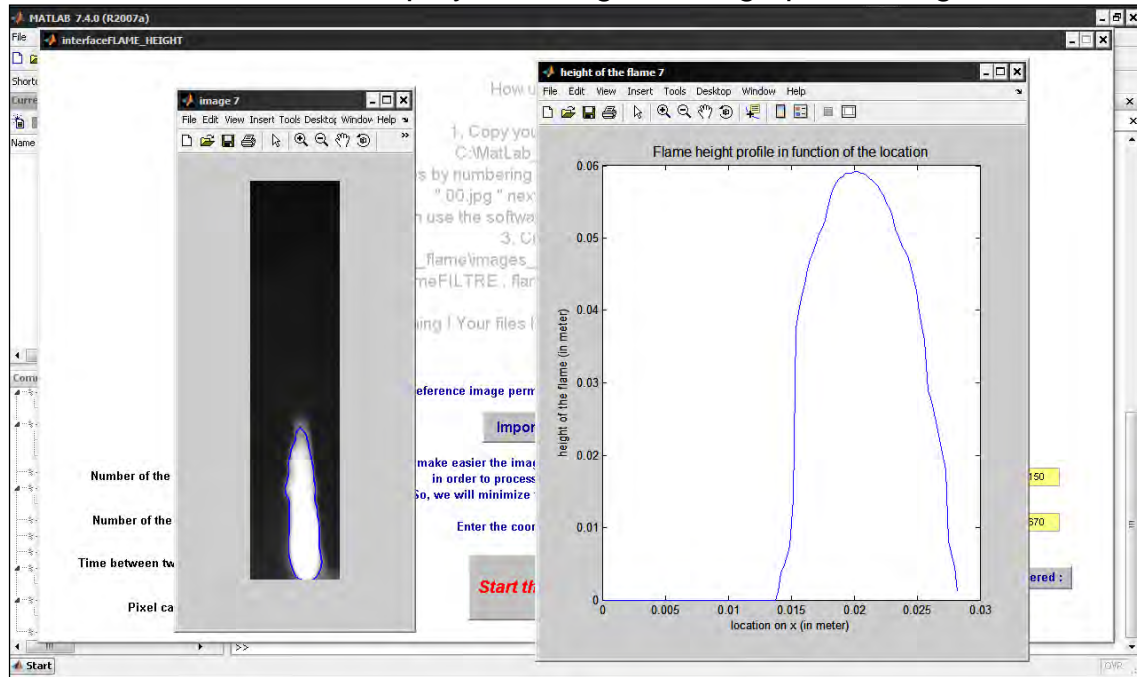 MATLAB 7.4.0 (R2007a)
File
interfaceFLAME_HEIGHT
image 7
File Edit View Insert Tools Desktop Window Help
height of the flame 7
File Edit View Insert Tools Desktop Window Help
Name
How
1. Copy you
C:\MatLab_
s by numbering
" 00.jpg " nex
use the softwa
3.
_flame\images_
meFILTRE , flar
ing ! Your files
eference image perm
Impor
make easier the imag
in order to process
So, we will minimize
Enter the coor
Start th
Number of the
Number of the
Time between tw
Pixel ca
150
670
ered :
Flame height profile in function of the location
height of the flame (in meter)
0.06
0.05
0.04
0.03
0.02
0.01
0
0 0.005 0.01 0.015 0.02 0.025 0.03
location on x (in meter)
>>
Start
OVR